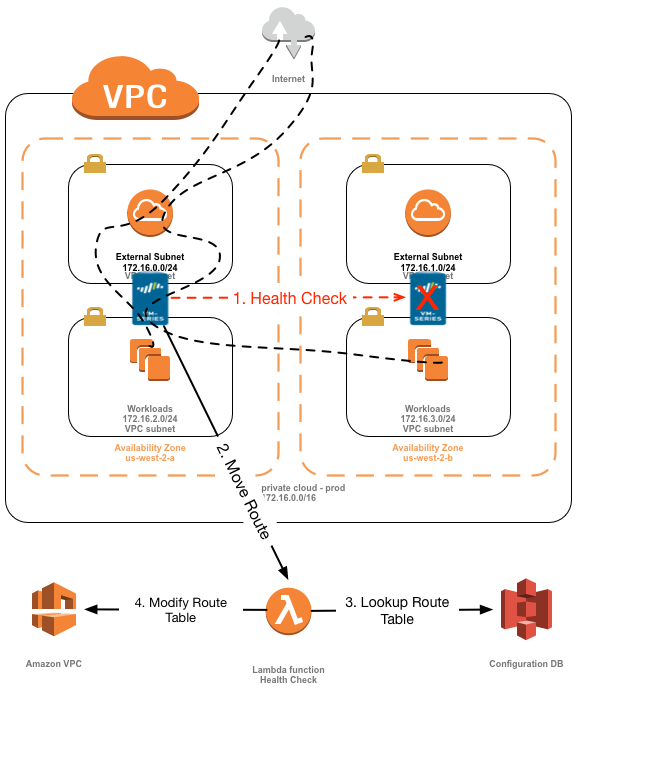 Internet
VPC
External Subnet
172.16.0.0/24
External Subnet
172.16.1.0/24
VM-
SERIES
1. Health Check
X
VM-
SERIES
Workloads
172.16.2.0/24
VPC subnet
Workloads
172.16.3.0/24
VPC subnet
Availability Zone
us-west-2-a
Availability Zone
us-west-2-b
private cloud - prod
172.16.0.0/16
2. Move Route
4. Modify Route
Table
λ
3. Lookup Route
Table
Amazon VPC
Lambda function
Health Check
Configuration DB